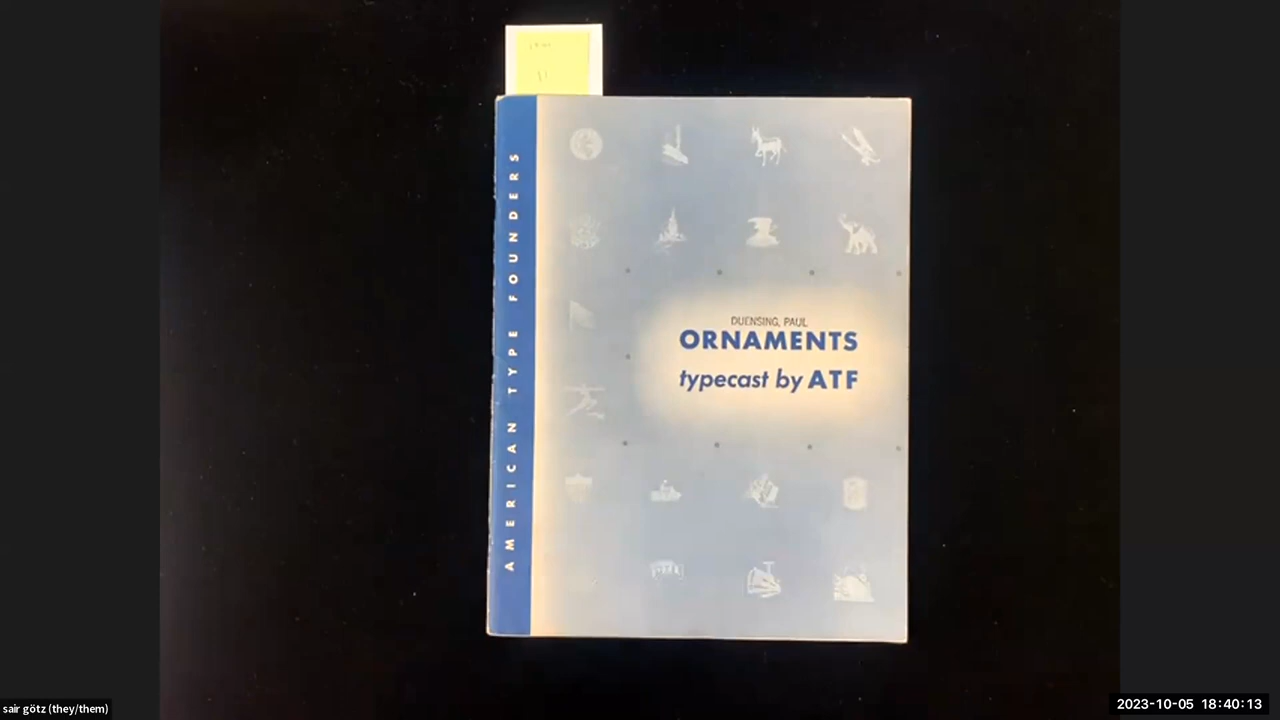 AMERICAN TYPE FOUNDERS
DUENSING, PAUL
ORNAMENTS
typecast by ATF
sair götz (they/them)
2023-10-05 18:40:13